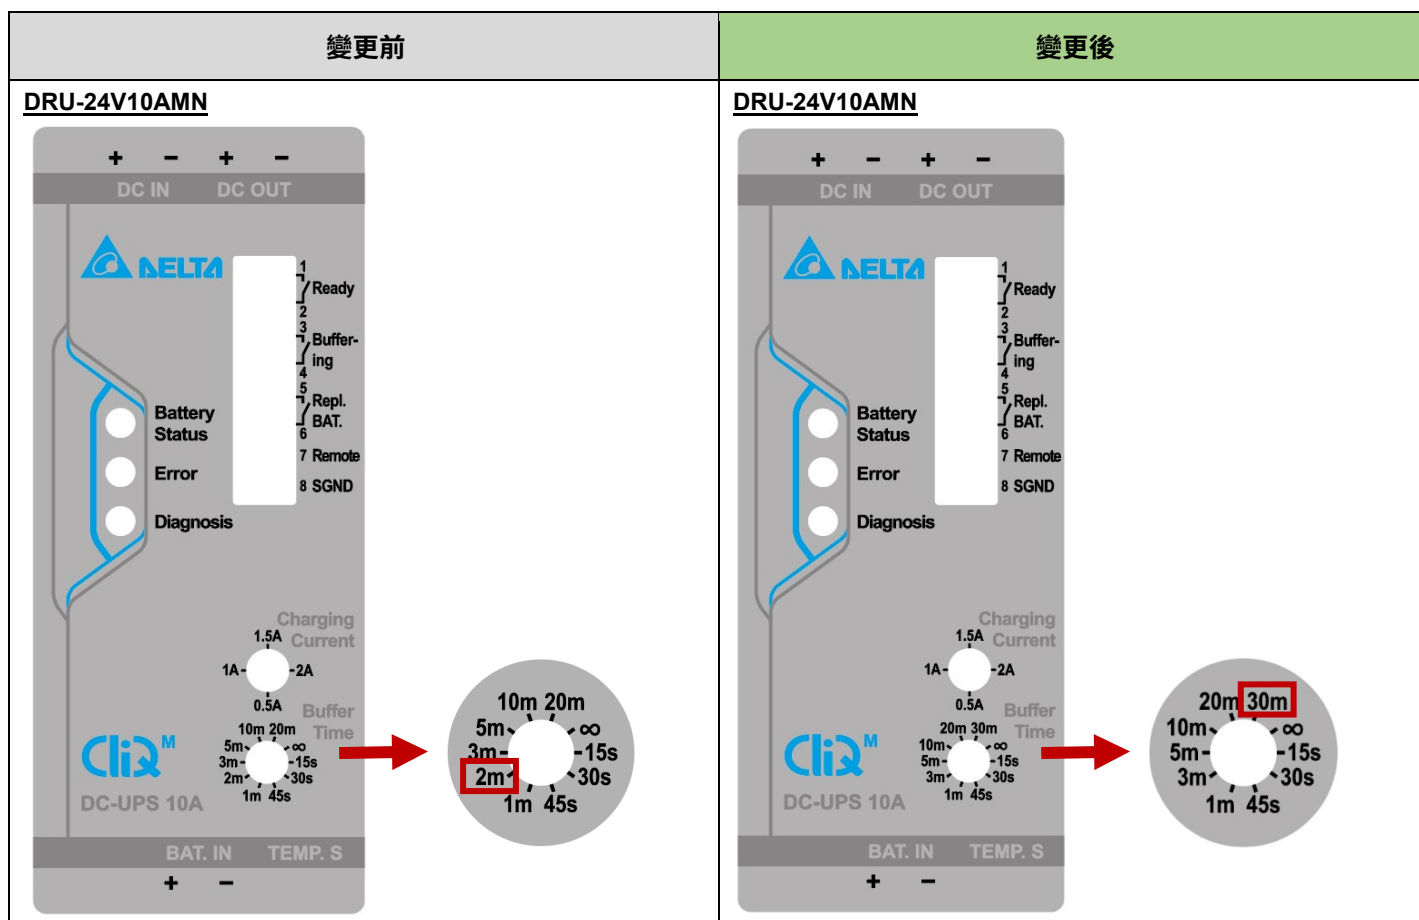 變更前
變更後
DRU-24V10AMN
+ − + −
DC IN DC OUT
DELTA
1
Ready
2
3
Buffer-
ing
4
5
Repl.
BAT.
6
7 Remote
8 SGND
Battery
Status
Error
Diagnosis
Charging
Current
1.5A
1A
2A
0.5A
Buffer
Time
10m 20m
5m ∞
3m 15s
2m 30s
1m 45s
CliQ M
DC-UPS 10A
BAT. IN TEMP. S
+ −
10m 20m
5m ∞
3m 15s
2m 30s
1m 45s
DRU-24V10AMN
+ − + −
DC IN DC OUT
DELTA
1
Ready
2
3
Buffer-
ing
4
5
Repl.
BAT.
6
7 Remote
8 SGND
Battery
Status
Error
Diagnosis
Charging
Current
1.5A
1A
2A
0.5A
Buffer
Time
20m 30m
10m ∞
5m 15s
3m 30s
1m 45s
CliQ M
DC-UPS 10A
BAT. IN TEMP. S
+ −
20m 30m
10m ∞
5m 15s
3m 30s
1m 45s